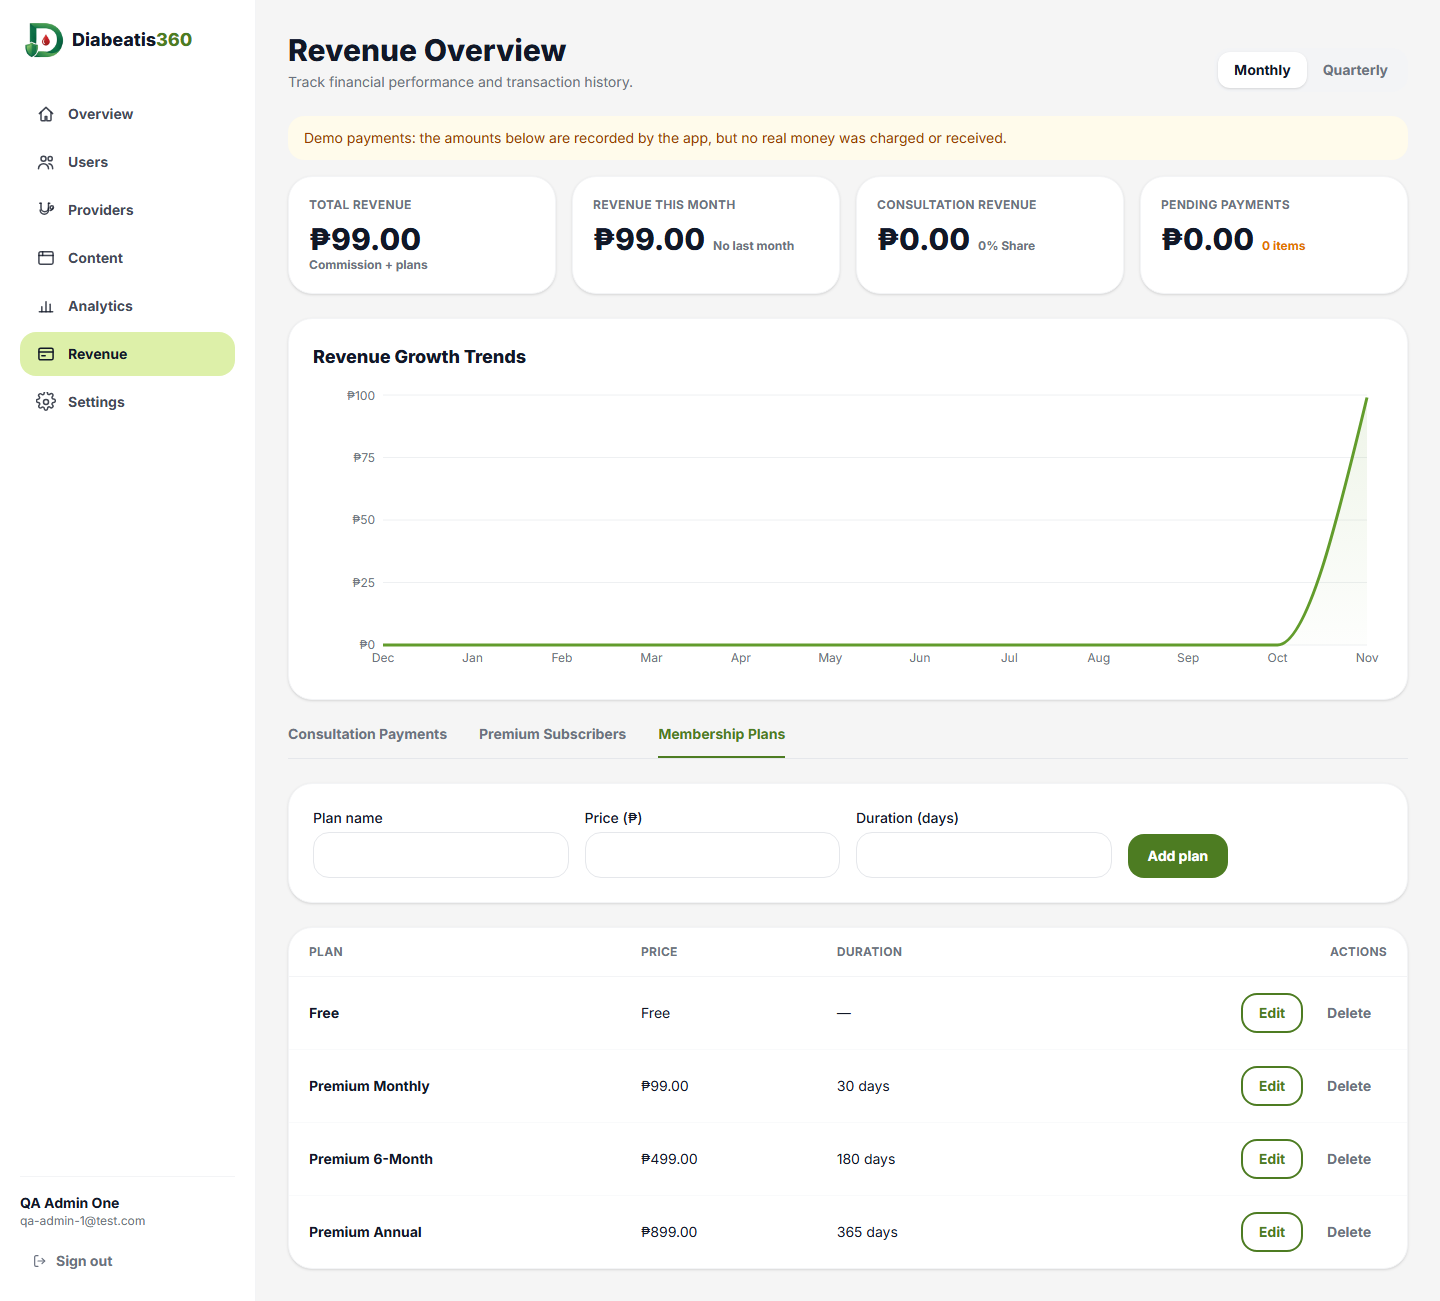 Diabeatis360
Overview
Users
Providers
Content
Analytics
Revenue
Settings
QA Admin One
qa-admin-1@test.com
Sign out
Revenue Overview
Track financial performance and transaction history.
Monthly Quarterly
Demo payments: the amounts below are recorded by the app, but no real money was charged or received.
TOTAL REVENUE
₱99.00
Commission + plans
REVENUE THIS MONTH
₱99.00 No last month
CONSULTATION REVENUE
₱0.00 0% Share
PENDING PAYMENTS
₱0.00 0 items
Revenue Growth Trends
₱100
₱75
₱50
₱25
₱0
Dec Jan Feb Mar Apr May Jun Jul Aug Sep Oct Nov
Consultation Payments Premium Subscribers Membership Plans
Plan name Price (₱) Duration (days)
Add plan
PLAN PRICE DURATION ACTIONS
Free Free — Edit Delete
Premium Monthly ₱99.00 30 days Edit Delete
Premium 6-Month ₱499.00 180 days Edit Delete
Premium Annual ₱899.00 365 days Edit Delete